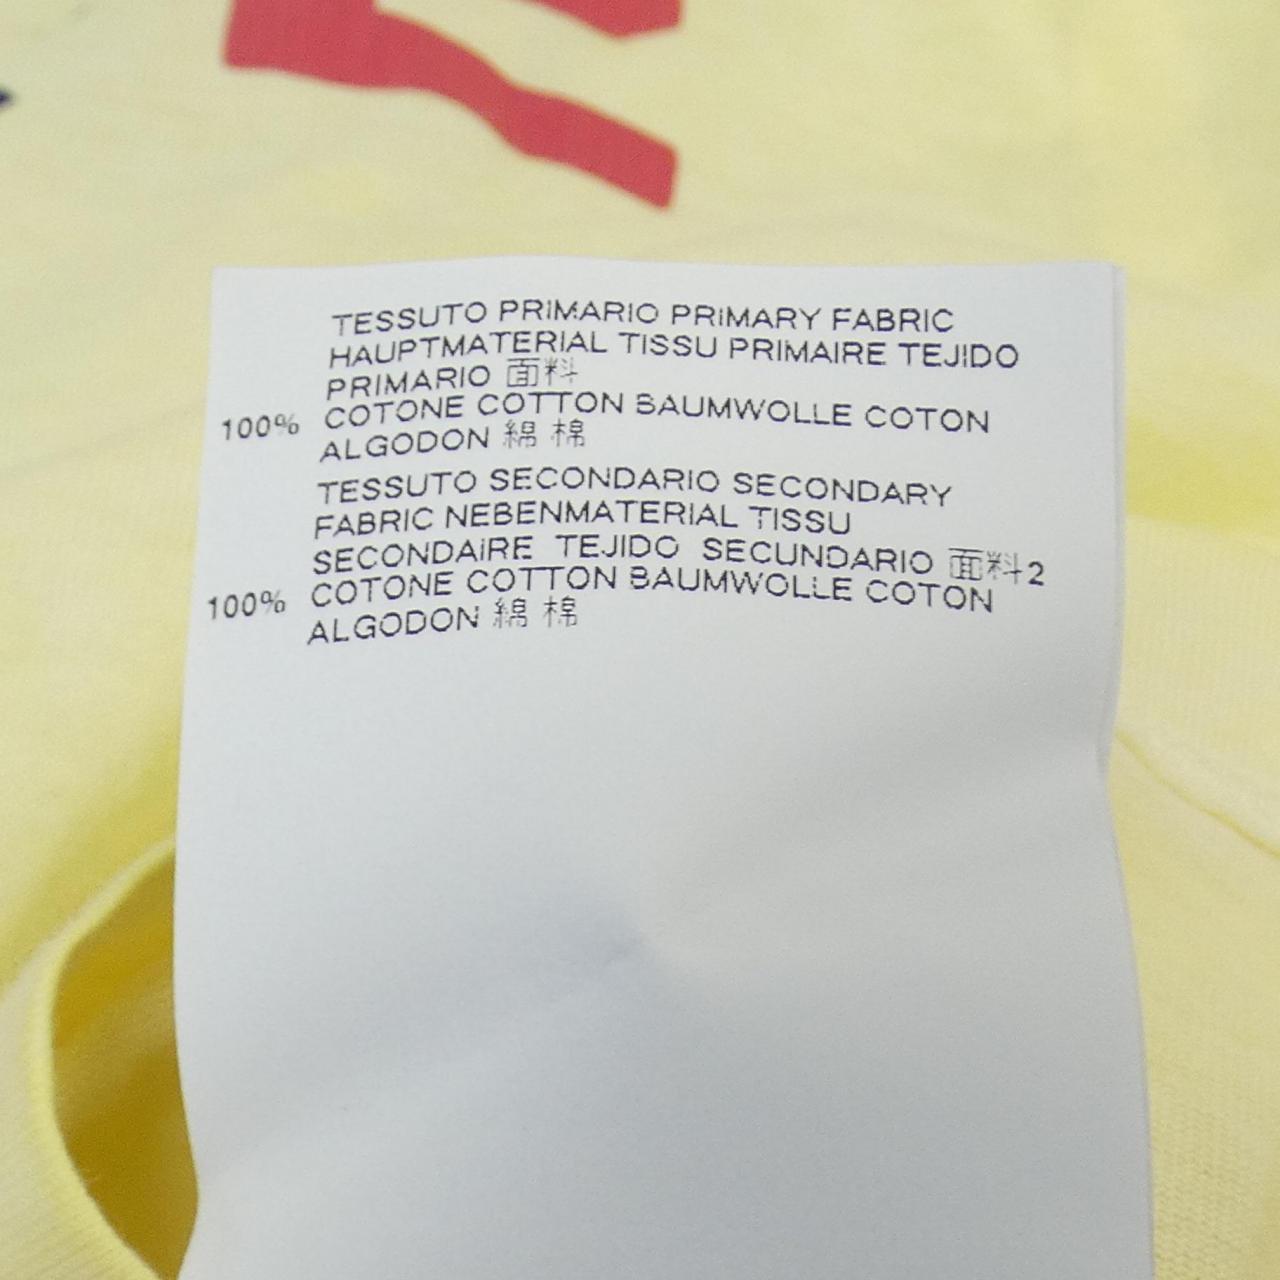 TESSUTO PRIMARIO PRIMARY FABRIC
HAUPTMATERIAL TISSU PRIMAIRE TEJIDO
PRIMARIO 面料
100% COTONE COTTON BAUMWOLLE COTON
ALGODON 綿 棉
TESSUTO SECONDARIO SECONDARY
FABRIC NEBENMATERIAL TISSU
SECONDAIRE TEJIDO SECUNDARIO 面料2
100% COTONE COTTON BAUMWOLLE COTON
ALGODON 綿 棉